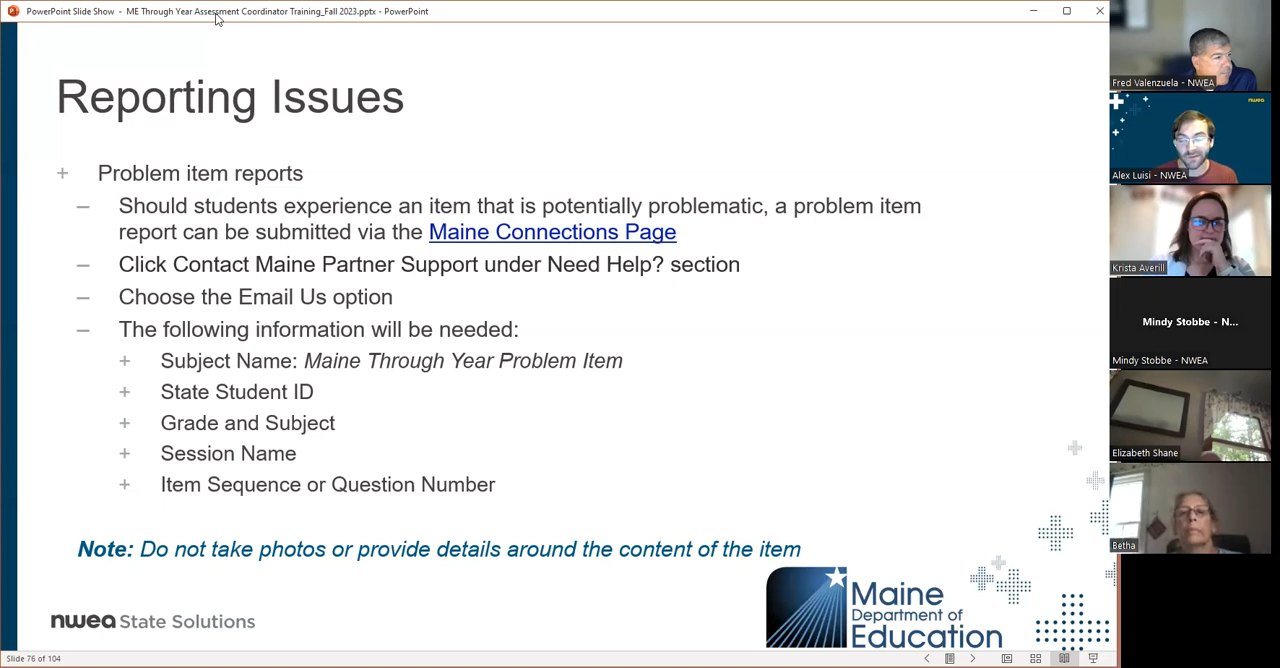 PowerPoint Slide Show - ME Through Year Assessment Coordinator Training_Fall 2023.pptx - PowerPoint
Reporting Issues
+ Problem item reports
– Should students experience an item that is potentially problematic, a problem item
report can be submitted via the Maine Connections Page
– Click Contact Maine Partner Support under Need Help? section
– Choose the Email Us option
– The following information will be needed:
+ Subject Name: Maine Through Year Problem Item
+ State Student ID
+ Grade and Subject
+ Session Name
+ Item Sequence or Question Number
Note: Do not take photos or provide details around the content of the item
nwea State Solutions
Maine
Department of
Education
Slide 76 of 104
Fred Valenzuela - NWEA
nwea
Alex Luisi - NWEA
Krista Averill
Mindy Stobbe - N...
Mindy Stobbe - NWEA
Elizabeth Shane
Betha